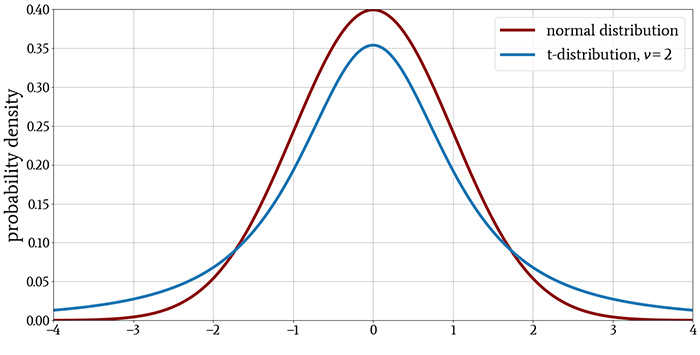 0.40
0.35
0.30
0.25
0.20
0.15
0.10
0.05
0.00
probability density
normal distribution
t-distribution, ν = 2
−4 −3 −2 −1 0 1 2 3 4